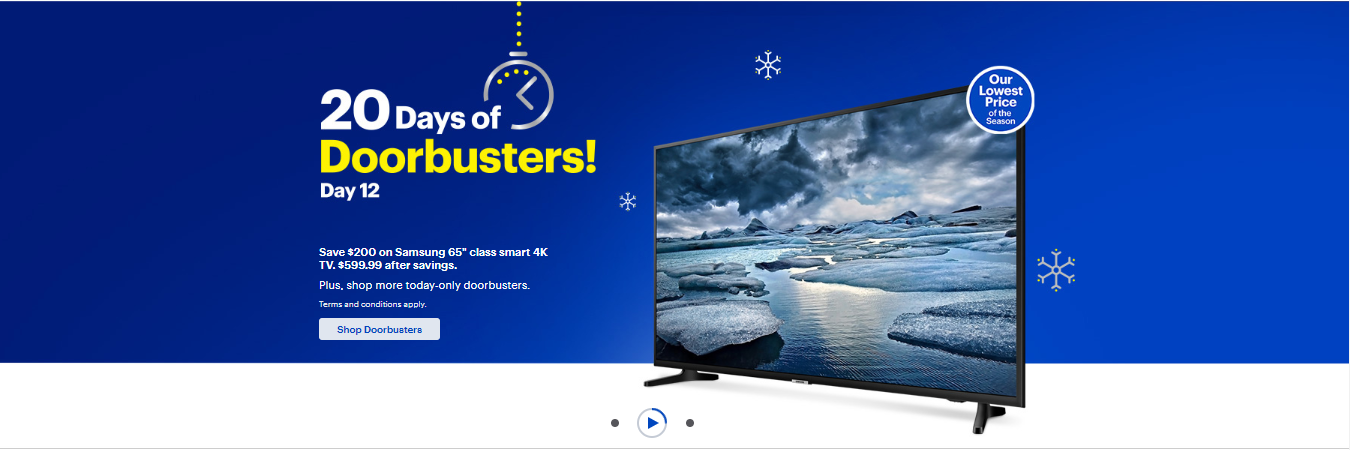 20 Days of
Doorbusters!
Day 12
Save $200 on Samsung 65" class smart 4K
TV. $599.99 after savings.
Plus, shop more today-only doorbusters.
Terms and conditions apply.
Shop Doorbusters
Our
Lowest
Price
of the
Season